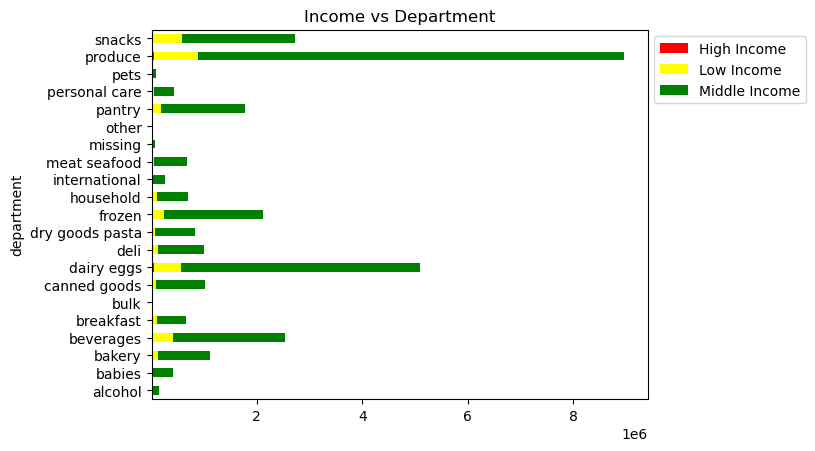 Income vs Department
snacks
produce
pets
personal care
pantry
other
missing
meat seafood
international
household
frozen
dry goods pasta
deli
dairy eggs
canned goods
bulk
breakfast
beverages
bakery
babies
alcohol
department
2 4 6 8
1e6
High Income
Low Income
Middle Income